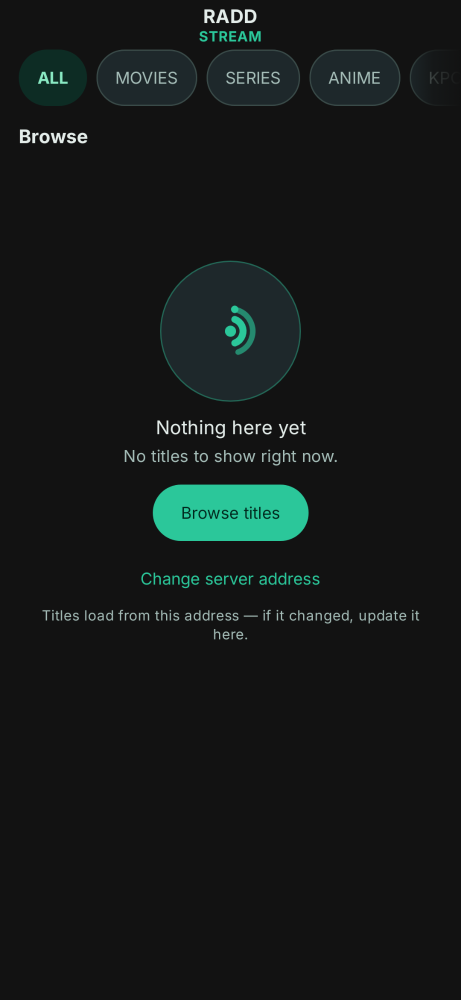 RADD
STREAM
ALL MOVIES SERIES ANIME
Browse
Nothing here yet
No titles to show right now.
Browse titles
Change server address
Titles load from this address — if it changed, update it
here.